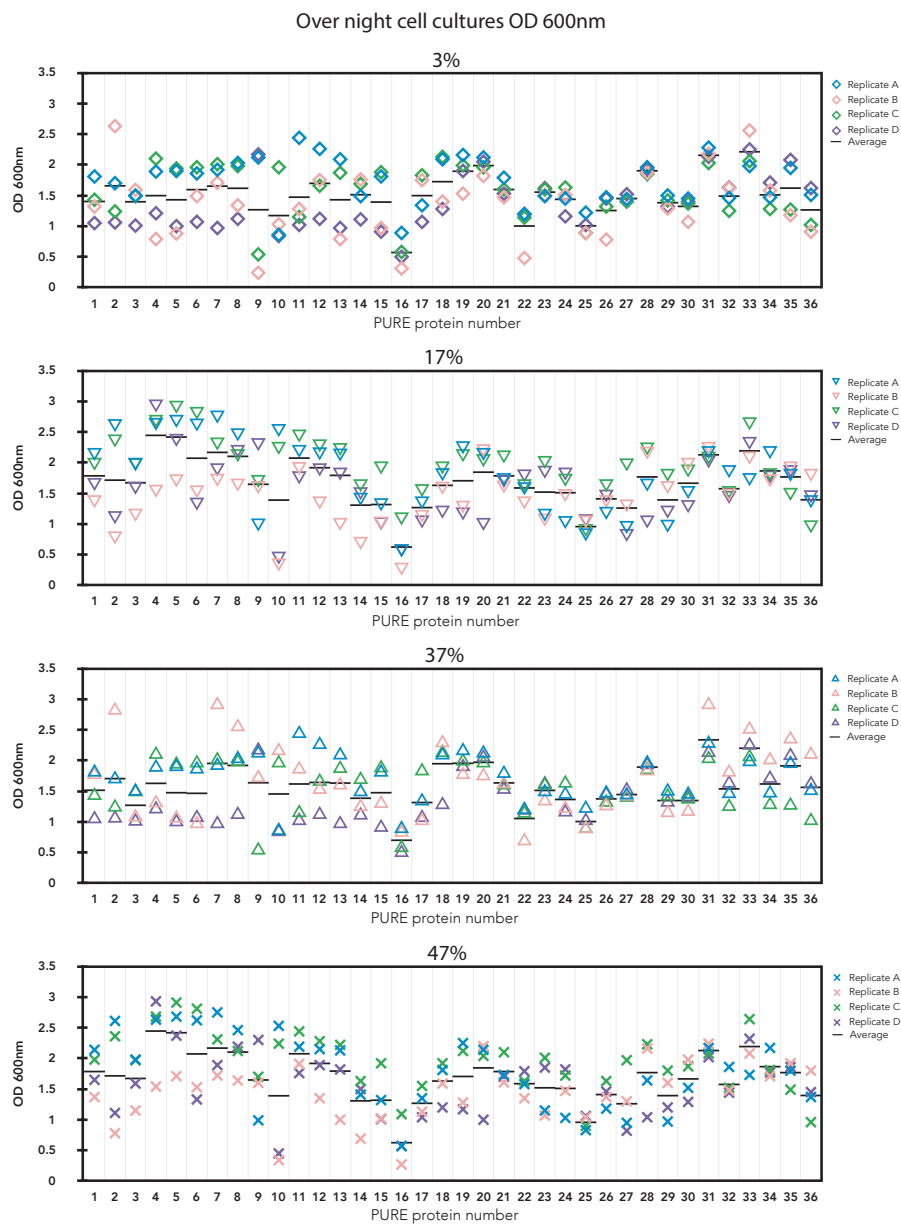 Over night cell cultures OD 600nm
3%
3.5
3
2.5
2
1.5
1
0.5
0
OD 600nm
1 2 3 4 5 6 7 8 9 10 11 12 13 14 15 16 17 18 19 20 21 22 23 24 25 26 27 28 29 30 31 32 33 34 35 36
PURE protein number
Replicate A
Replicate B
Replicate C
Replicate D
Average
17%
3.5
3
2.5
2
1.5
1
0.5
0
OD 600nm
1 2 3 4 5 6 7 8 9 10 11 12 13 14 15 16 17 18 19 20 21 22 23 24 25 26 27 28 29 30 31 32 33 34 35 36
PURE protein number
Replicate A
Replicate B
Replicate C
Replicate D
Average
37%
3.5
3
2.5
2
1.5
1
0.5
0
OD 600nm
1 2 3 4 5 6 7 8 9 10 11 12 13 14 15 16 17 18 19 20 21 22 23 24 25 26 27 28 29 30 31 32 33 34 35 36
PURE protein number
Replicate A
Replicate B
Replicate C
Replicate D
Average
47%
3.5
3
2.5
2
1.5
1
0.5
0
OD 600nm
1 2 3 4 5 6 7 8 9 10 11 12 13 14 15 16 17 18 19 20 21 22 23 24 25 26 27 28 29 30 31 32 33 34 35 36
PURE protein number
Replicate A
Replicate B
Replicate C
Replicate D
Average